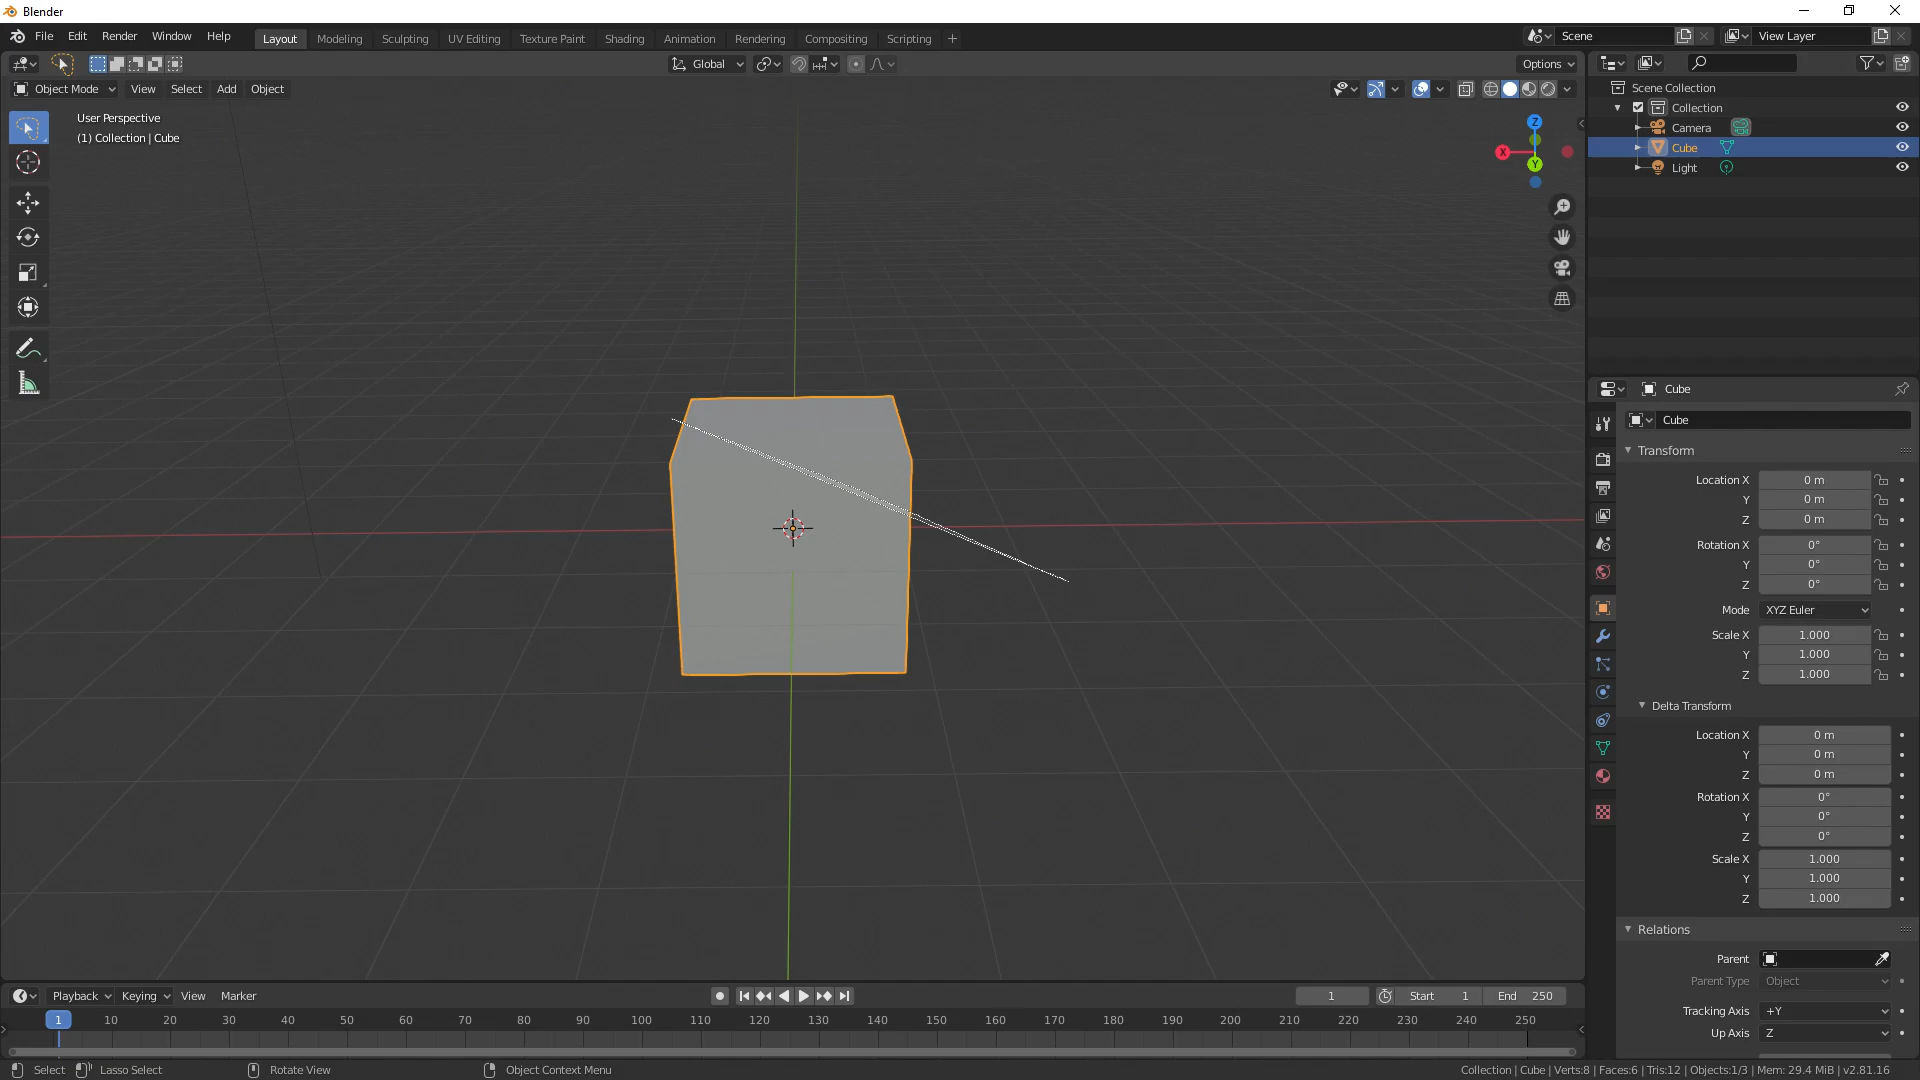 Blender
File Edit Render Window Help Layout Modeling Sculpting UV Editing Texture Paint Shading Animation Rendering Compositing Scripting + Scene View Layer
Global Options
Object Mode View Select Add Object
User Perspective
(1) Collection | Cube
Z
X
Y
Scene Collection
Collection
Camera
Cube
Light
Cube
Cube
Transform
Location X 0 m
Y 0 m
Z 0 m
Rotation X 0°
Y 0°
Z 0°
Mode XYZ Euler
Scale X 1.000
Y 1.000
Z 1.000
Delta Transform
Location X 0 m
Y 0 m
Z 0 m
Rotation X 0°
Y 0°
Z 0°
Scale X 1.000
Y 1.000
Z 1.000
Relations
Parent
Parent Type Object
Tracking Axis +Y
Up Axis Z
Playback Keying View Marker 1 Start 1 End 250
1 10 20 30 40 50 60 70 80 90 100 110 120 130 140 150 160 170 180 190 200 210 220 230 240 250
Select Lasso Select Rotate View Object Context Menu Collection | Cube | Verts:8 | Faces:6 | Tris:12 | Objects:1/3 | Mem: 29.4 MiB | v2.81.16